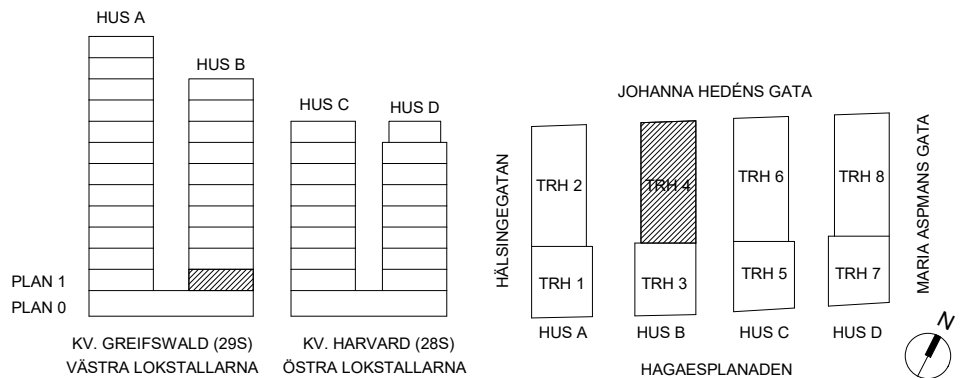 HUS A
HUS B
HUS C
HUS D
PLAN 1
PLAN 0
KV. GREIFSWALD (29S)
VÄSTRA LOKSTALLARNA
KV. HARVARD (28S)
ÖSTRA LOKSTALLARNA
JOHANNA HEDÉNS GATA
HÄLSINGEGATAN
TRH 2
TRH 4
TRH 6
TRH 8
MARIA ASPMANS GATA
TRH 1
TRH 3
TRH 5
TRH 7
HUS A
HUS B
HUS C
HUS D
HAGAESPLANADEN
N